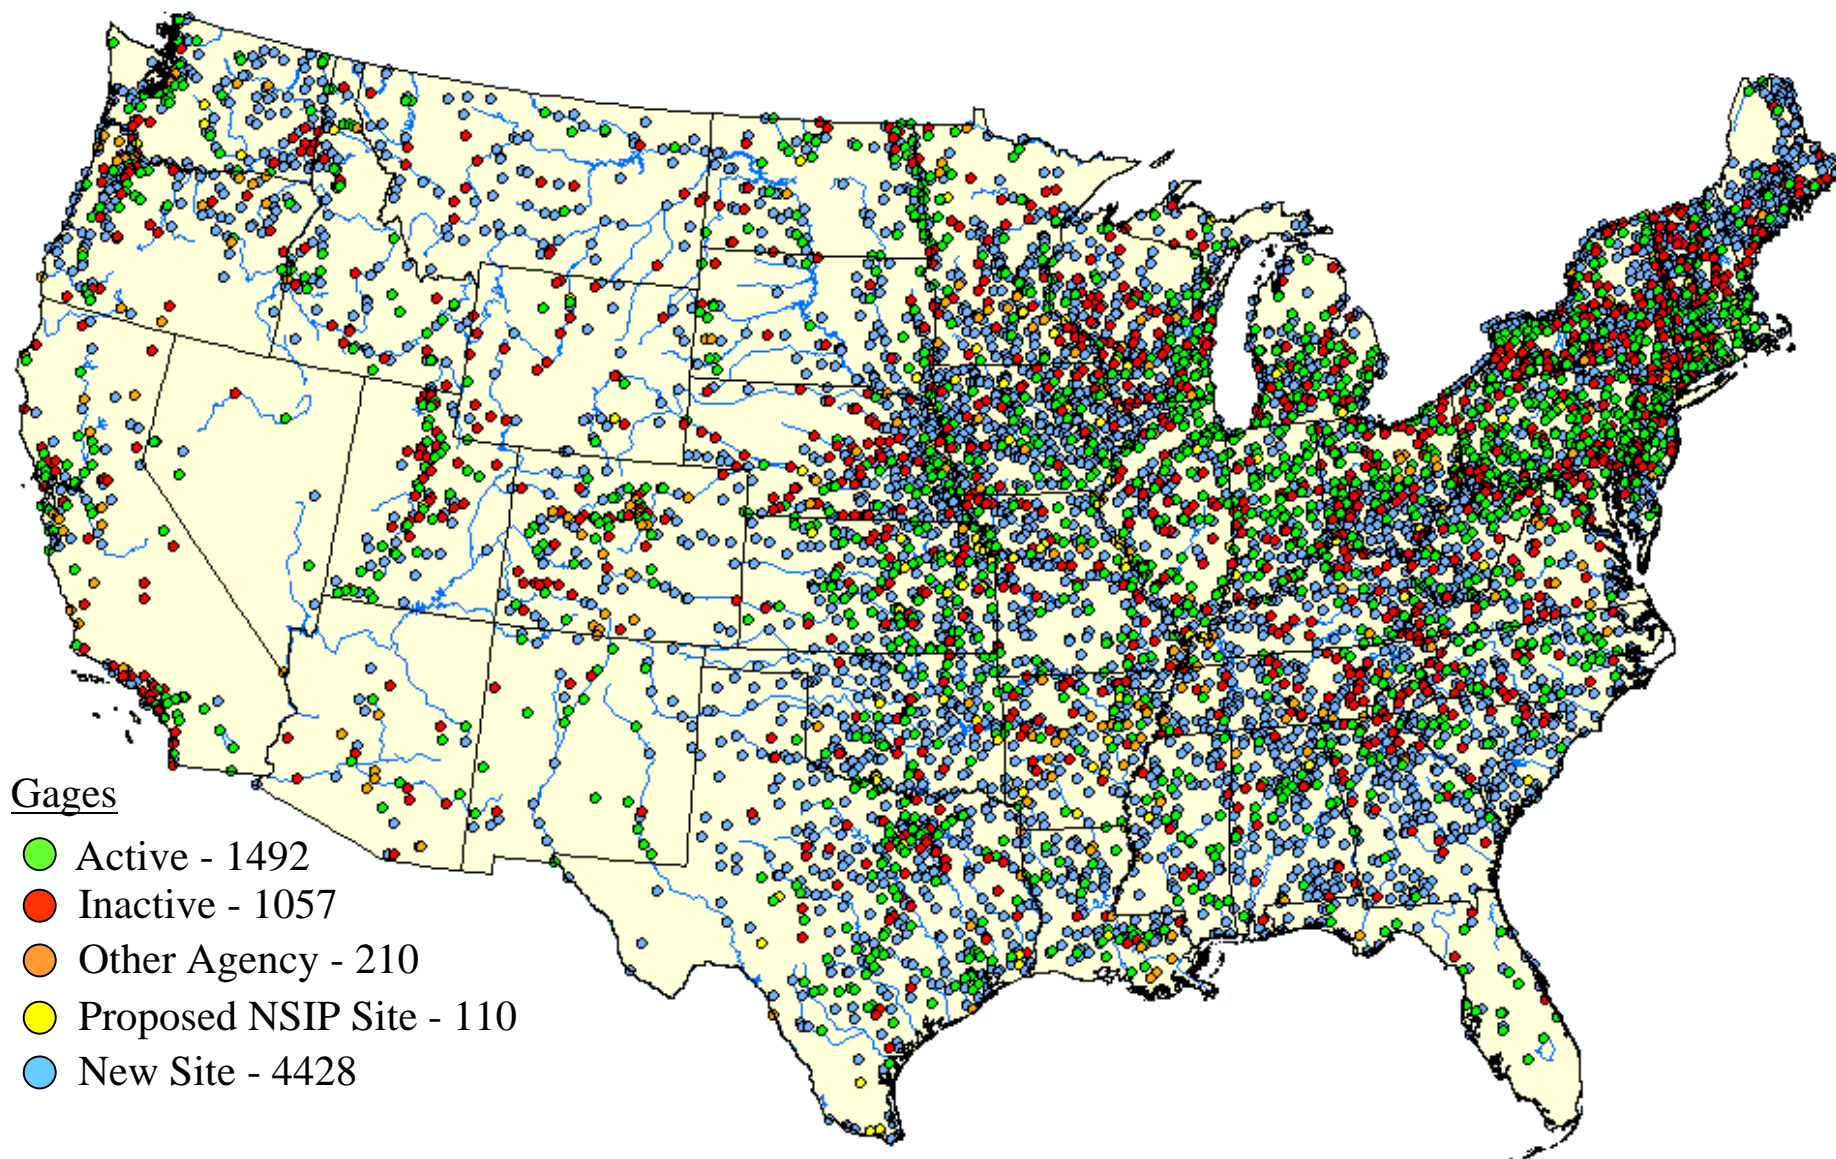 Gages
Active - 1492
Inactive - 1057
Other Agency - 210
Proposed NSIP Site - 110
New Site - 4428